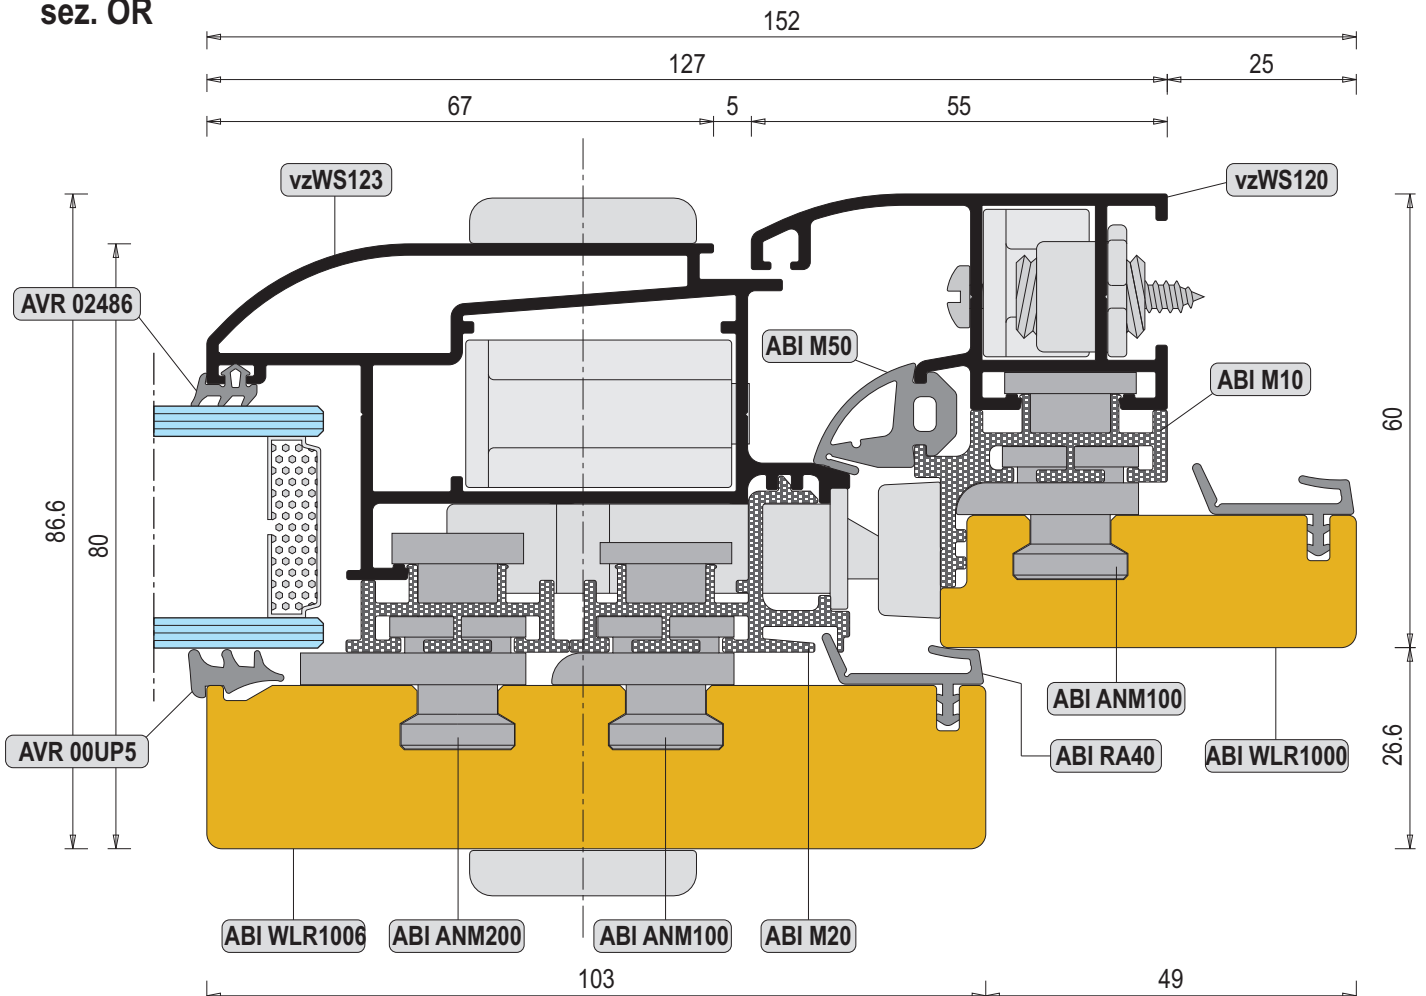 sez. OR
152
127
25
67
5
55
vzWS123
vzWS120
AVR 02486
ABI M50
ABI M10
86.6
80
60
ABI ANM100
AVR 00UP5
ABI RA40
ABI WLR1000
26.6
ABI WLR1006
ABI ANM200
ABI ANM100
ABI M20
103
49